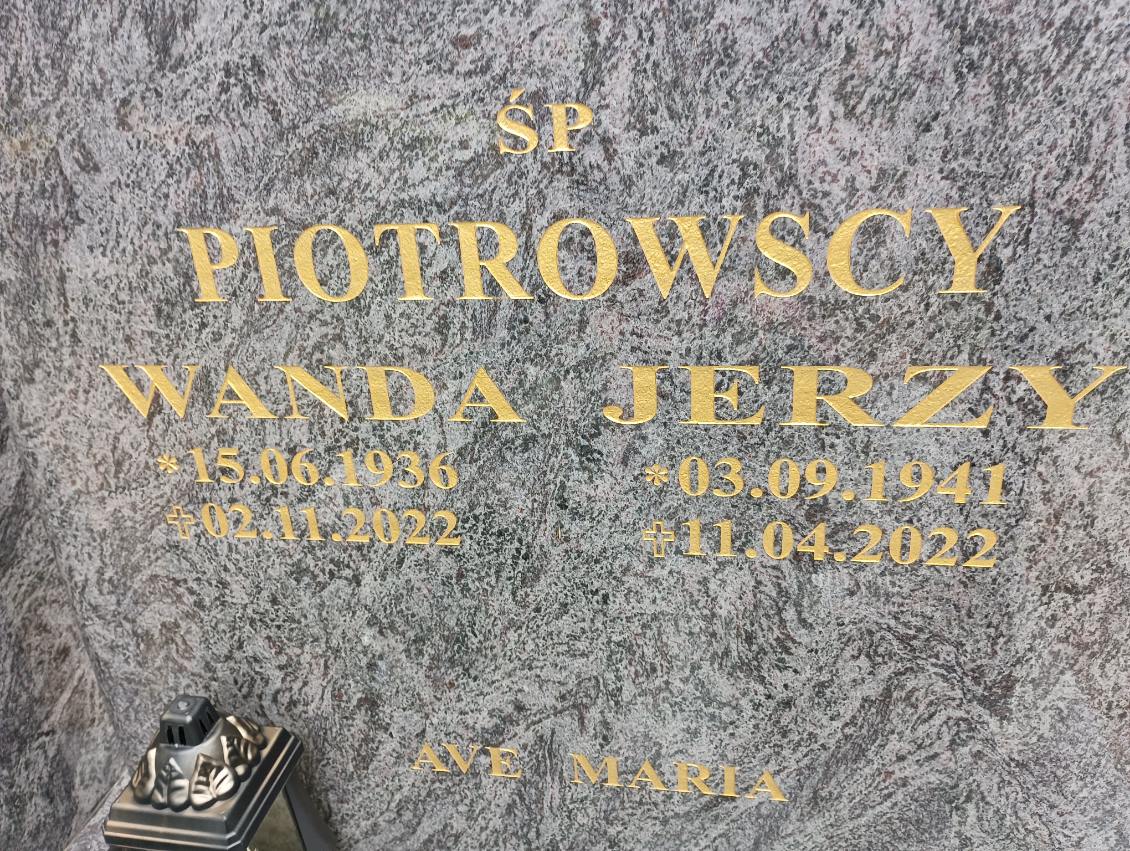 ŚP
PIOTROWSCY
WANDA JERZY
*15.06.1936 *03.09.1941
✝02.11.2022 ✝11.04.2022
AVE MARIA